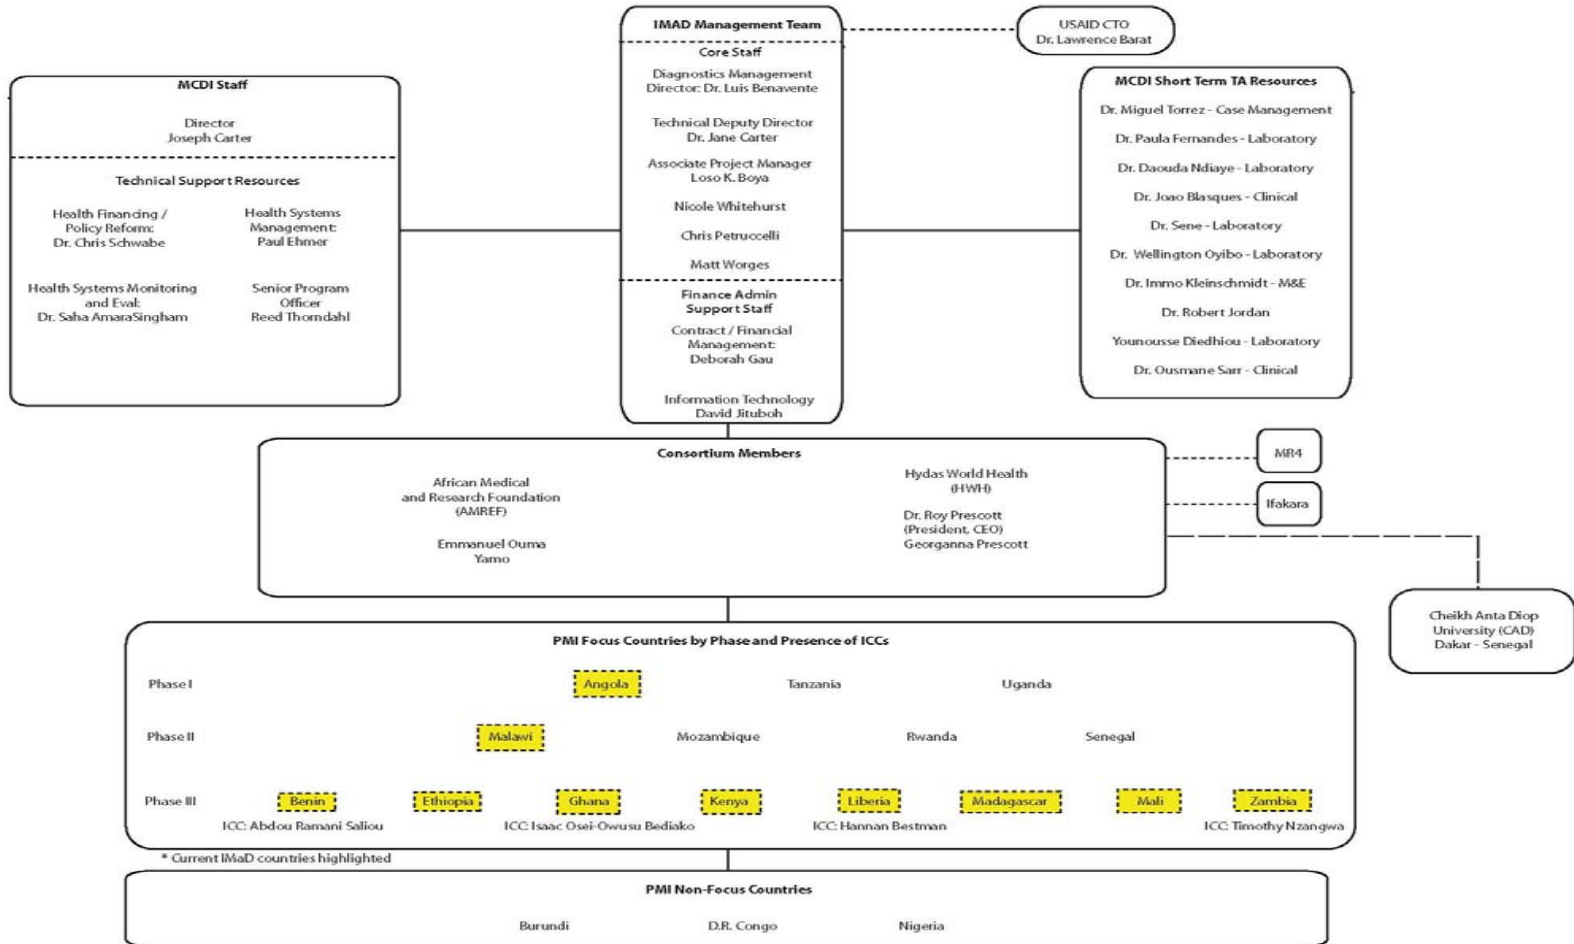 IMAD Management Team
Core Staff
Diagnostics Management
Director: Dr. Luis Benavente
Technical Deputy Director
Dr. Jane Carter
Associate Project Manager
Loso K. Boya
Nicole Whitehurst
Chris Petruccelli
Matt Worges
Finance Admin
Support Staff
Contract / Financial
Management:
Deborah Gau
Information Technology
David Jituboh
USAID CTO
Dr. Lawrence Barat
MCDI Staff
Director
Joseph Carter
Technical Support Resources
Health Financing /
Policy Reform:
Dr. Chris Schwabe
Health Systems
Management:
Paul Ehmer
Health Systems Monitoring
and Eval:
Dr. Saha AmaraSingham
Senior Program
Officer
Reed Thorndahl
MCDI Short Term TA Resources
Dr. Miguel Torrez - Case Management
Dr. Paula Fernandes - Laboratory
Dr. Daouda Ndiaye - Laboratory
Dr. Joao Blasques - Clinical
Dr. Sene - Laboratory
Dr. Wellington Oyibo - Laboratory
Dr. Immo Kleinschmidt - M&E
Dr. Robert Jordan
Younousse Diedhiou - Laboratory
Dr. Ousmane Sarr - Clinical
Consortium Members
African Medical
and Research Foundation
(AMREF)
Emmanuel Ouma
Yamo
Hydas World Health
(HWH)
Dr. Roy Prescott
(President, CEO)
Georganna Prescott
MR4
Ifakara
Cheikh Anta Diop
University (CAD)
Dakar - Senegal
PMI Focus Countries by Phase and Presence of ICCs
Phase I Angola Tanzania Uganda
Phase II Malawi Mozambique Rwanda Senegal
Phase III Benin Ethiopia Ghana Kenya Liberia Madagascar Mali Zambia
ICC: Abdou Ramani Saliou ICC: Isaac Osei-Owusu Bediako ICC: Hannan Bestman ICC: Timothy Nzangwa
* Current IMaD countries highlighted
PMI Non-Focus Countries
Burundi D.R. Congo Nigeria